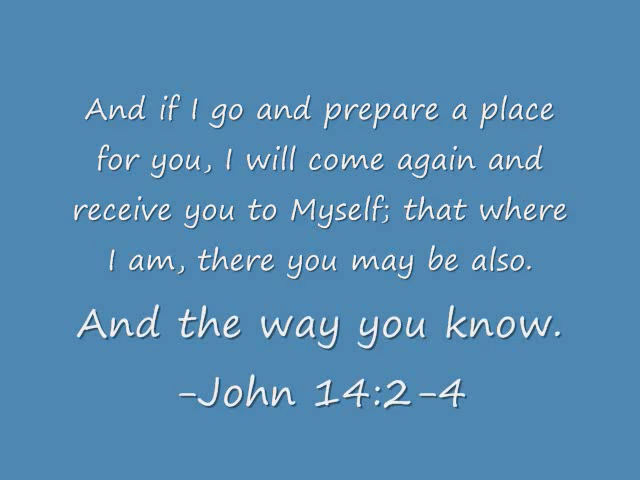 And if I go and prepare a place
for you, I will come again and
receive you to Myself; that where
I am, there you may be also.
And the way you know.
-John 14:2-4